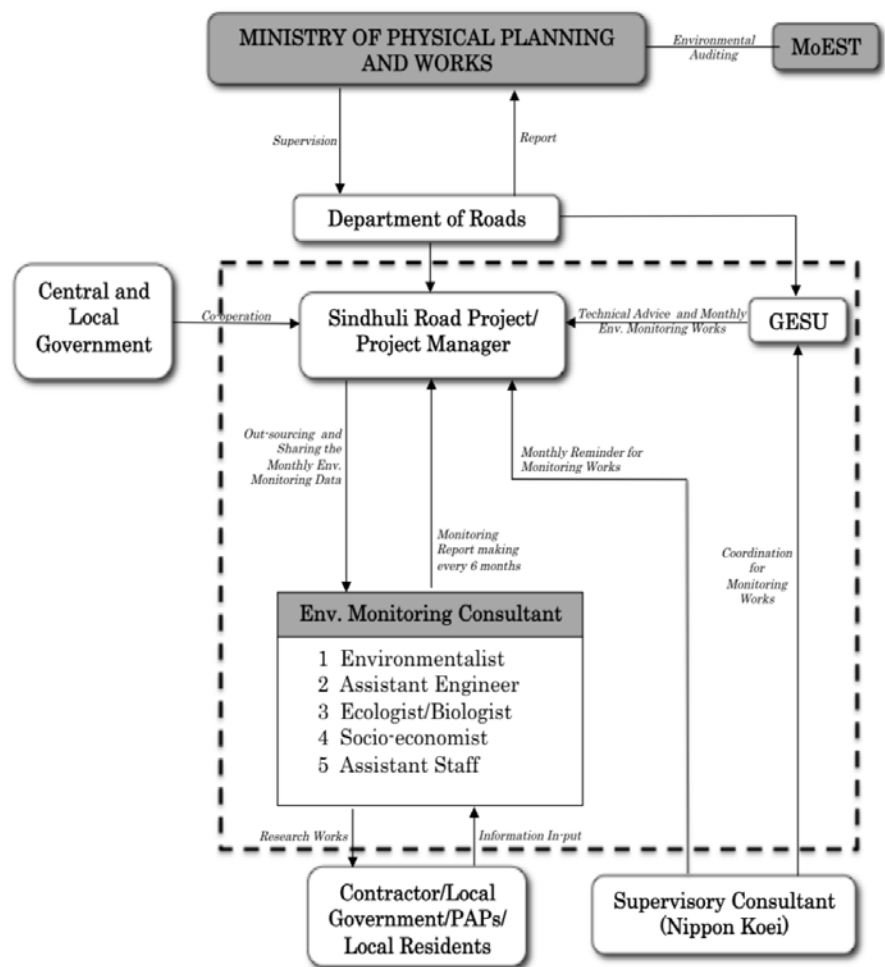 MINISTRY OF PHYSICAL PLANNING
AND WORKS
Environmental
Auditing
MoEST
Supervision
Report
Department of Roads
Central and
Local
Government
Co-operation
Sindhuli Road Project/
Project Manager
Technical Advice and Monthly
Env. Monitoring Works
GESU
Out-sourcing and
Sharing the
Monthly Env.
Monitoring Data
Monthly Reminder for
Monitoring Works
Monitoring
Report making
every 6 months
Coordination
for
Monitoring
Works
Env. Monitoring Consultant
1 Environmentalist
2 Assistant Engineer
3 Ecologist/Biologist
4 Socio-economist
5 Assistant Staff
Research Works
Information In-put
Contractor/Local
Government/PAPs/
Local Residents
Supervisory Consultant
(Nippon Koei)